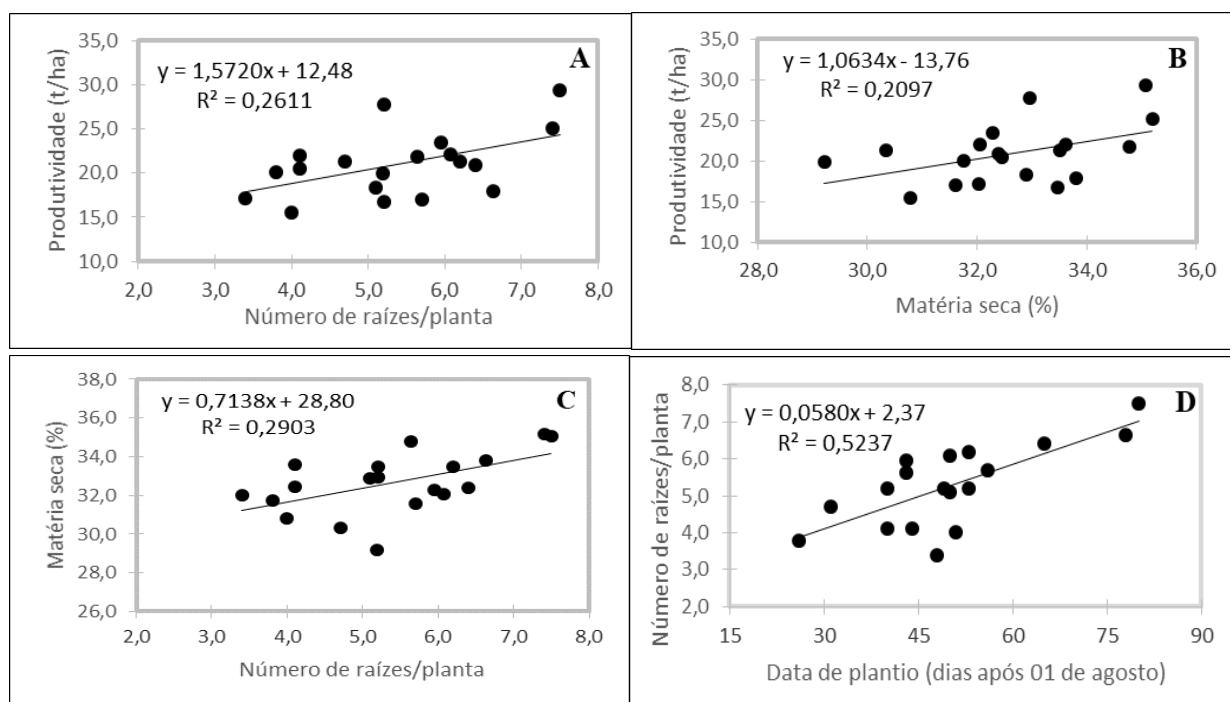 A
y = 1,5720x + 12,48
R² = 0,2611
Produtividade (t/ha)
35,0
30,0
25,0
20,0
15,0
10,0
2,0 3,0 4,0 5,0 6,0 7,0 8,0
Número de raízes/planta
B
y = 1,0634x - 13,76
R² = 0,2097
Produtividade (t/ha)
35,0
30,0
25,0
20,0
15,0
10,0
28,0 30,0 32,0 34,0 36,0
Matéria seca (%)
C
y = 0,7138x + 28,80
R² = 0,2903
Matéria seca (%)
38,0
36,0
34,0
32,0
30,0
28,0
26,0
2,0 3,0 4,0 5,0 6,0 7,0 8,0
Número de raízes/planta
D
y = 0,0580x + 2,37
R² = 0,5237
Número de raízes/planta
8,0
7,0
6,0
5,0
4,0
3,0
2,0
15 30 45 60 75 90
Data de plantio (dias após 01 de agosto)